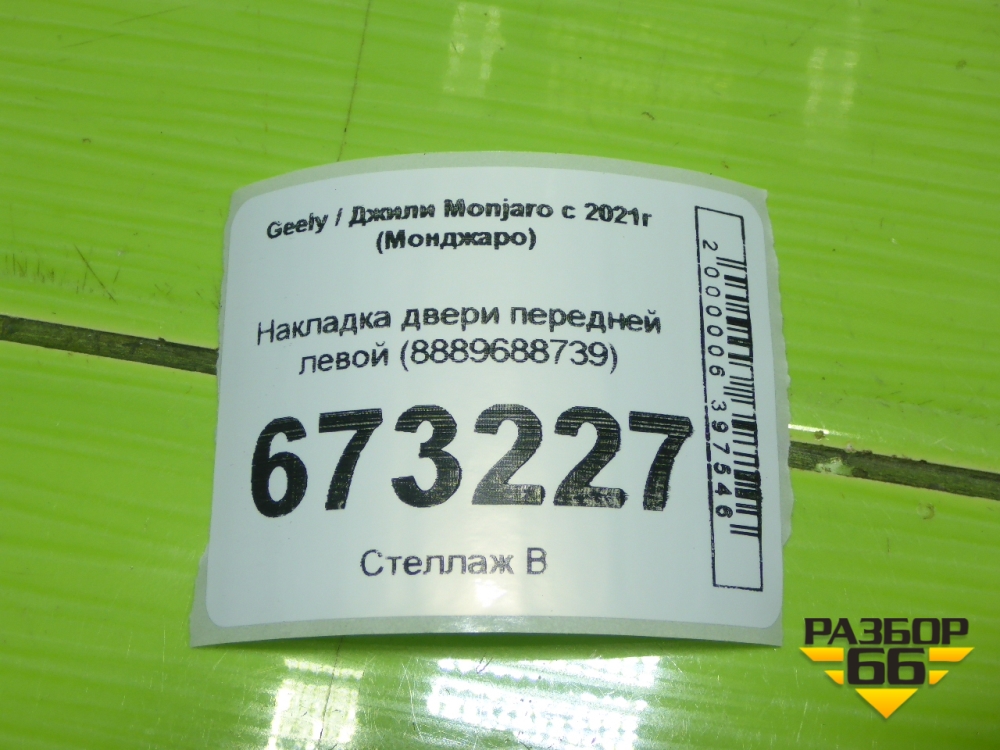 Geely / Джили Monjaro с 2021г
(Монджаро)
Накладка двери передней
левой (8889688739)
673227
Стеллаж В
2000006397546
РАЗБОР
66